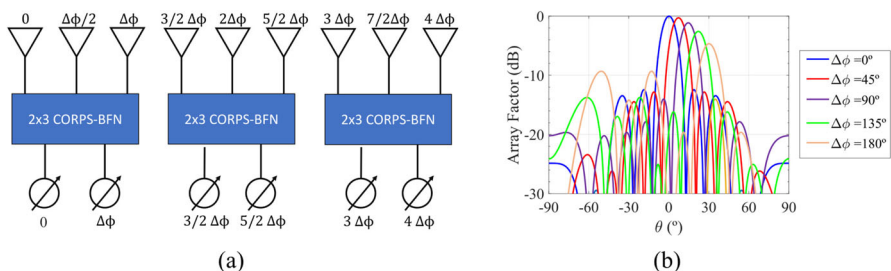 0 Δϕ/2 Δϕ 3/2 Δϕ 2Δϕ 5/2 Δϕ 3 Δϕ 7/2Δϕ 4 Δϕ
2x3 CORPS-BFN 2x3 CORPS-BFN 2x3 CORPS-BFN
0 Δϕ 3/2 Δϕ 5/2 Δϕ 3 Δϕ 4 Δϕ
(a)
Array Factor (dB)
0
-10
-20
-30
-90 -60 -30 0 30 60 90
θ (º)
Δϕ =0º
Δϕ =45º
Δϕ =90º
Δϕ =135º
Δϕ =180º
(b)